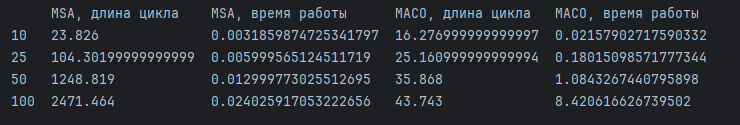 MSA, длина цикла MSA, время работы MACO, длина цикла MACO, время работы
10 23.826 0.0031859874725341797 16.276999999999997 0.02157902717590332
25 104.30199999999999 0.005999565124511719 25.160999999999994 0.18015098571777344
50 1248.819 0.012999773025512695 35.868 1.0843267440795898
100 2471.464 0.024025917053222656 43.743 8.420616626739502